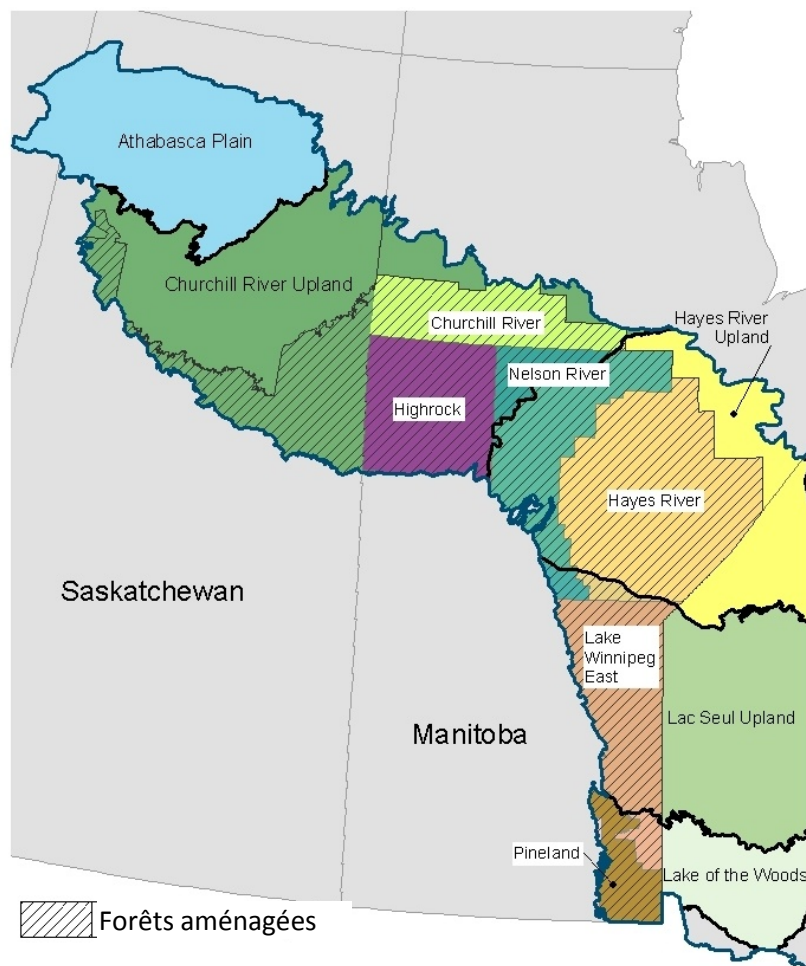 Athabasca Plain
Churchill River Upland
Churchill River
Hayes River
Upland
Nelson River
Highrock
Hayes River
Saskatchewan
Lake
Winnipeg
East
Lac Seul Upland
Manitoba
Pineland
Lake of the Woods
Forêts aménagées